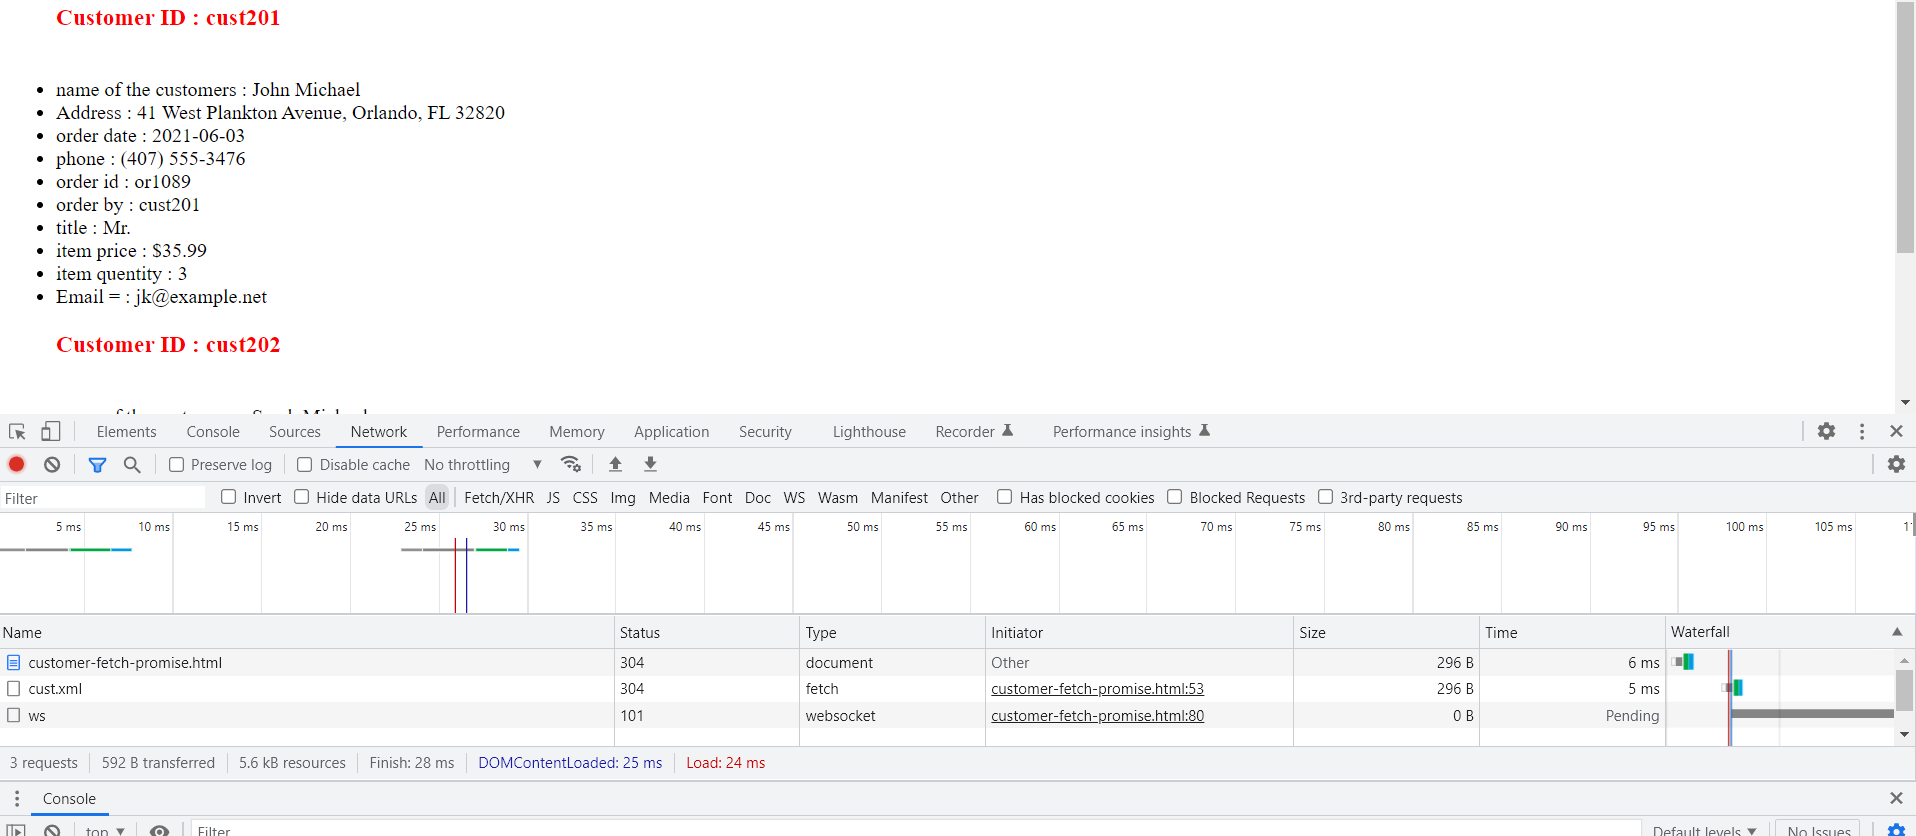 Customer ID : cust201
name of the customers : John Michael
Address : 41 West Plankton Avenue, Orlando, FL 32820
order date : 2021-06-03
phone : (407) 555-3476
order id : or1089
order by : cust201
title : Mr.
item price : $35.99
item quentity : 3
Email = : jk@example.net
Customer ID : cust202
Elements Console Sources Network Performance Memory Application Security Lighthouse Recorder Performance insights
Preserve log Disable cache No throttling
Filter Invert Hide data URLs All Fetch/XHR JS CSS Img Media Font Doc WS Wasm Manifest Other Has blocked cookies Blocked Requests 3rd-party requests
5 ms 10 ms 15 ms 20 ms 25 ms 30 ms 35 ms 40 ms 45 ms 50 ms 55 ms 60 ms 65 ms 70 ms 75 ms 80 ms 85 ms 90 ms 95 ms 100 ms 105 ms
Name Status Type Initiator Size Time Waterfall
customer-fetch-promise.html 304 document Other 296 B 6 ms
cust.xml 304 fetch customer-fetch-promise.html:53 296 B 5 ms
ws 101 websocket customer-fetch-promise.html:80 0 B Pending
3 requests 592 B transferred 5.6 kB resources Finish: 28 ms DOMContentLoaded: 25 ms Load: 24 ms
Console
top Filter Default levels No Issues